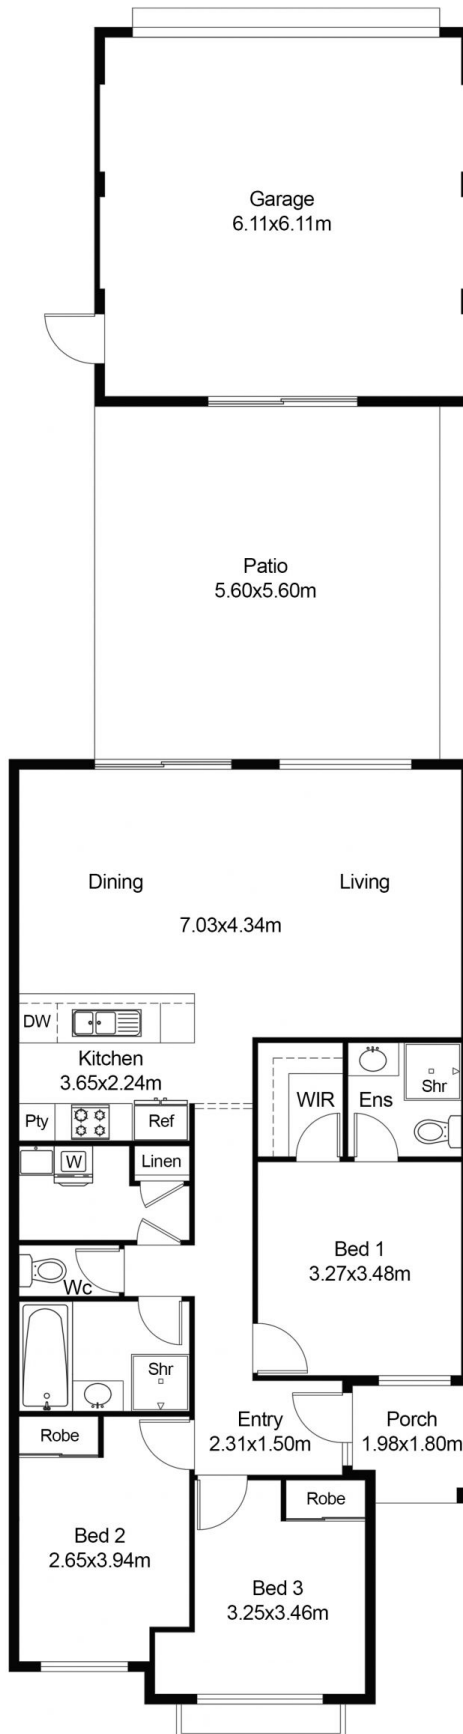 Garage
6.11x6.11m
Patio
5.60x5.60m
Dining
Living
7.03x4.34m
DW
Kitchen
3.65x2.24m
Pty
Ref
WIR
Ens
Shr
W
Linen
Wc
Bed 1
3.27x3.48m
Shr
Entry
2.31x1.50m
Porch
1.98x1.80m
Robe
Bed 2
2.65x3.94m
Robe
Bed 3
3.25x3.46m